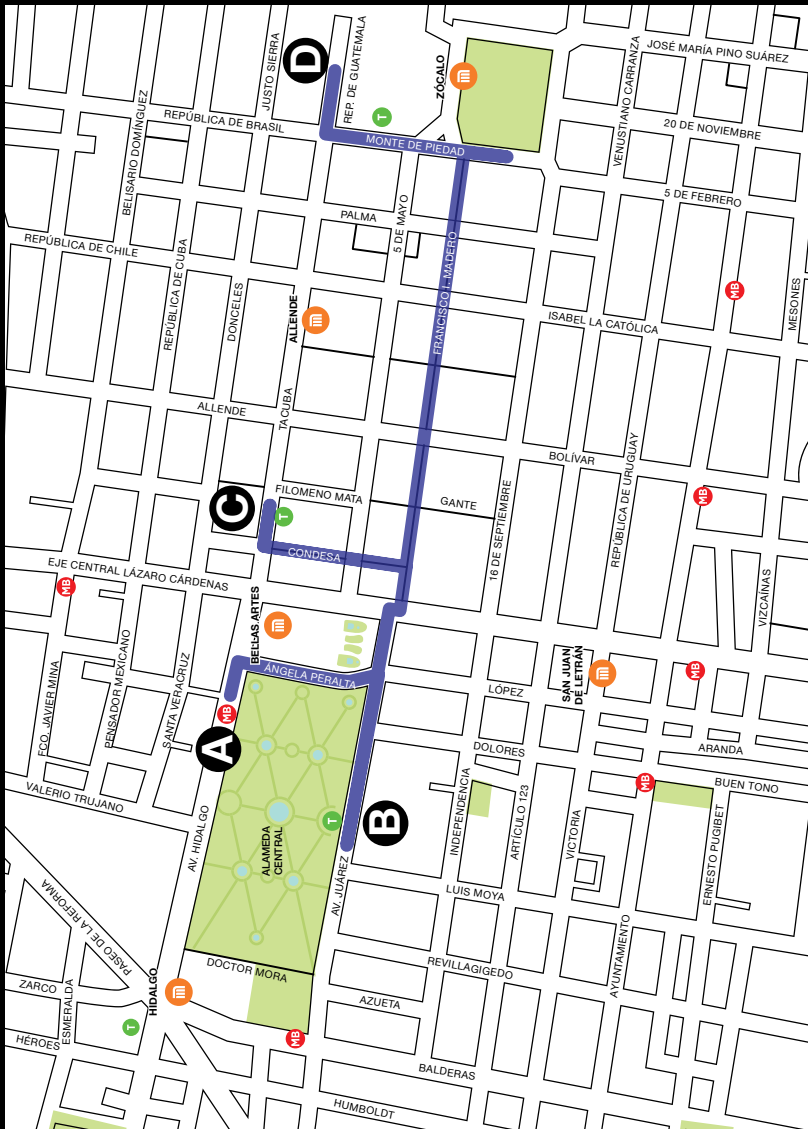 JOSÉ MARÍA PINO SUÁREZ
JUSTO SIERRA
REP. DE GUATEMALA
D
ZÓCALO
VENUSTIANO CARRANZA
BELISARIO DOMÍNGUEZ
REPÚBLICA DE BRASIL
T
20 DE NOVIEMBRE
MONTE DE PIEDAD
5 DE FEBRERO
PALMA
5 DE MAYO
REPÚBLICA DE CHILE
REPÚBLICA DE CUBA
DONCELES
ALLENDE
FRANCISCO I. MADERO
MB
MESONES
ISABEL LA CATÓLICA
ALLENDE
TACUBA
BOLÍVAR
REPÚBLICA DE URUGUAY
C
FILOMENO MATA
T
GANTE
16 DE SEPTIEMBRE
MB
CONDESA
EJE CENTRAL LÁZARO CÁRDENAS
MB
VIZCAÍNAS
BELLAS ARTES
FCO. JAVIER MINA
PENSADOR MEXICANO
SANTA VERACRUZ
ÁNGELA PERALTA
LÓPEZ
SAN JUAN
DE LETRÁN
MB
MB
A
DOLORES
ARANDA
VALERIO TRUJANO
AV. HIDALGO
ALAMEDA
CENTRAL
T
B
INDEPENDENCIA
ARTÍCULO 123
VICTORIA
MB
BUEN TONO
ERNESTO PUGIBET
AV. JUÁREZ
LUIS MOYA
PASEO DE LA REFORMA
DOCTOR MORA
REVILLAGIGEDO
AYUNTAMIENTO
ZARCO
ESMERALDA
HIDALGO
AZUETA
HÉROES
T
MB
BALDERAS
HUMBOLDT